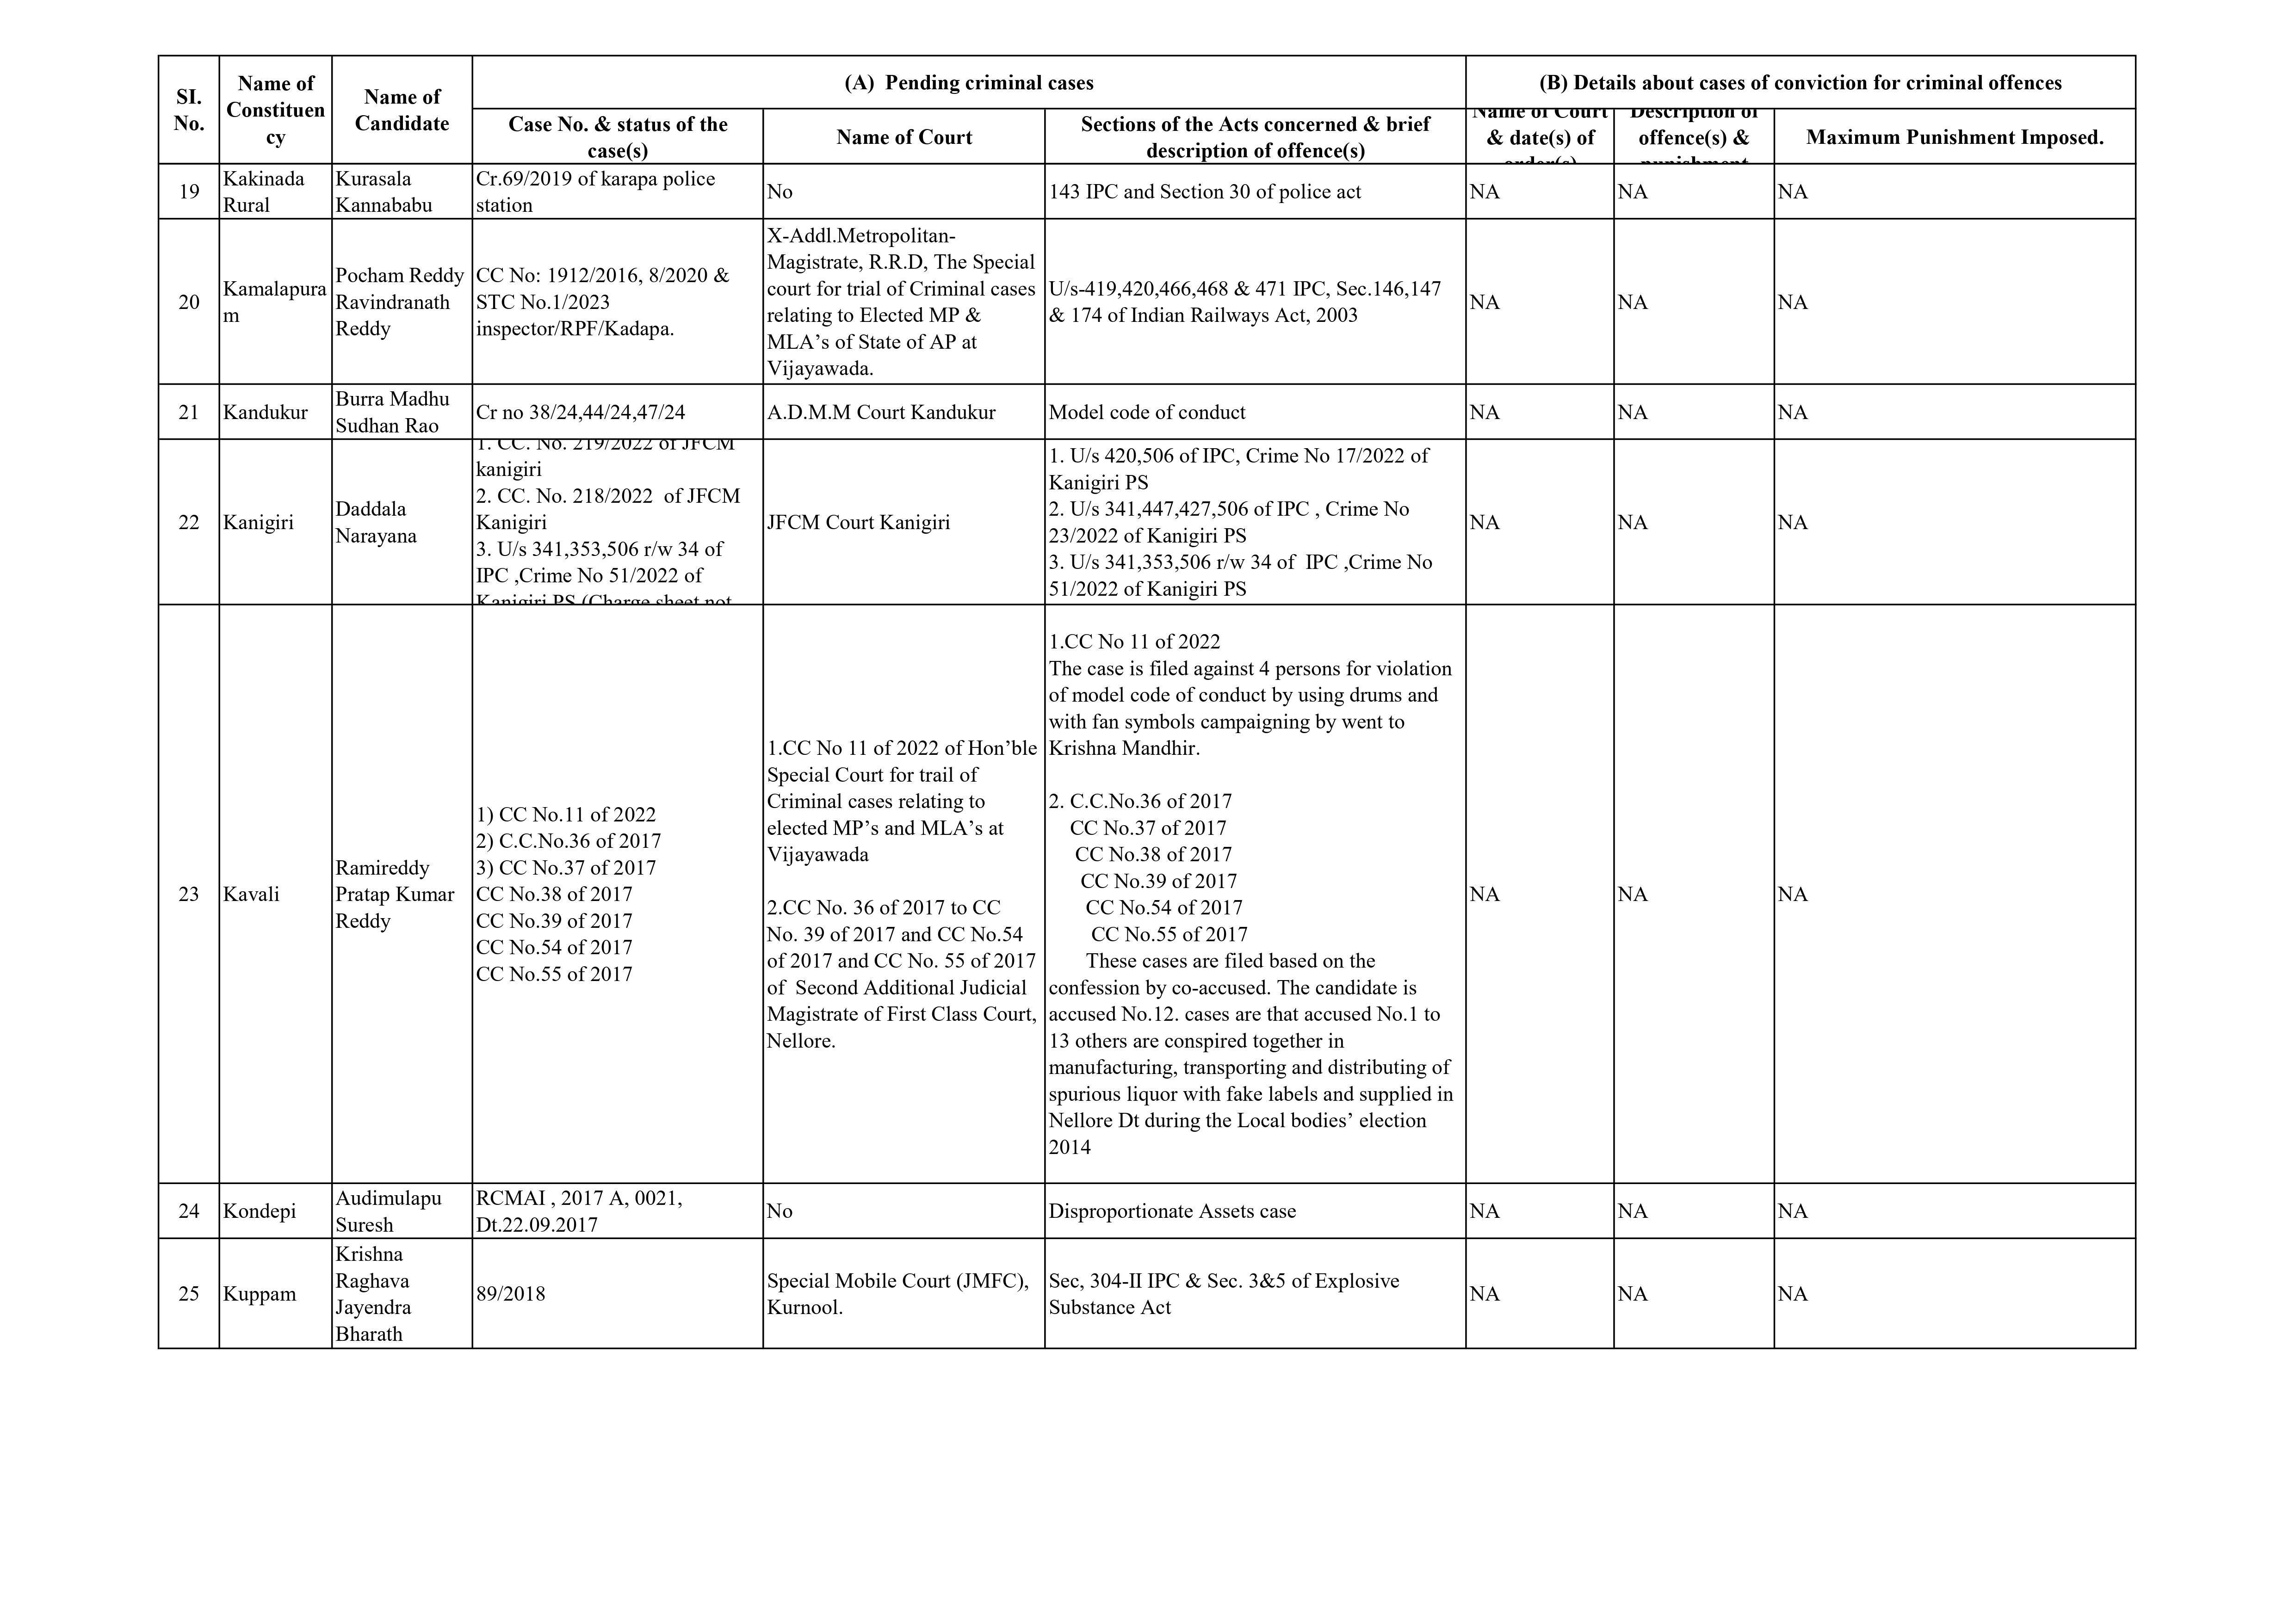 SI. No.
Name of Constituen cy
Name of Candidate
(A)  Pending criminal cases
(B) Details about cases of conviction for criminal offences
Case No. & status of the
case(s)
Name of Court
Sections of the Acts concerned & brief
description of offence(s)
Name of Court
& date(s) of
order(s)
Description of
offence(s) &
punishment
Maximum Punishment Imposed.
19
Kakinada
Rural
Kurasala
Kannababu
Cr.69/2019 of karapa police
station
No
143 IPC and Section 30 of police act
NA
NA
NA
20
Kamalapura
m
Pocham Reddy
Ravindranath
Reddy
CC No: 1912/2016, 8/2020 &
STC No.1/2023
inspector/RPF/Kadapa.
X-Addl.Metropolitan-
Magistrate, R.R.D, The Special
court for trial of Criminal cases
relating to Elected MP &
MLA’s of State of AP at
Vijayawada.
U/s-419,420,466,468 & 471 IPC, Sec.146,147
& 174 of Indian Railways Act, 2003
NA
NA
NA
21
Kandukur
Burra Madhu
Sudhan Rao
Cr no 38/24,44/24,47/24
A.D.M.M Court Kandukur
Model code of conduct
NA
NA
NA
22
Kanigiri
Daddala
Narayana
1. CC. No. 219/2022 of JFCM
kanigiri
2. CC. No. 218/2022  of JFCM
Kanigiri
3. U/s 341,353,506 r/w 34 of
IPC ,Crime No 51/2022 of
Kanigiri PS (Charge sheet not
JFCM Court Kanigiri
1. U/s 420,506 of IPC, Crime No 17/2022 of
Kanigiri PS
2. U/s 341,447,427,506 of IPC , Crime No
23/2022 of Kanigiri PS
3. U/s 341,353,506 r/w 34 of  IPC ,Crime No
51/2022 of Kanigiri PS
NA
NA
NA
23
Kavali
Ramireddy
Pratap Kumar
Reddy
1) CC No.11 of 2022
2) C.C.No.36 of 2017
3) CC No.37 of 2017
CC No.38 of 2017
CC No.39 of 2017
CC No.54 of 2017
CC No.55 of 2017
1.CC No 11 of 2022 of Hon’ble
Special Court for trail of
Criminal cases relating to
elected MP’s and MLA’s at
Vijayawada
2.CC No. 36 of 2017 to CC
No. 39 of 2017 and CC No.54
of 2017 and CC No. 55 of 2017
of  Second Additional Judicial
Magistrate of First Class Court,
Nellore.
1.CC No 11 of 2022
The case is filed against 4 persons for violation
of model code of conduct by using drums and
with fan symbols campaigning by went to
Krishna Mandhir.
2. C.C.No.36 of 2017
CC No.37 of 2017
CC No.38 of 2017
CC No.39 of 2017
CC No.54 of 2017
CC No.55 of 2017
These cases are filed based on the
confession by co-accused. The candidate is
accused No.12. cases are that accused No.1 to
13 others are conspired together in
manufacturing, transporting and distributing of
spurious liquor with fake labels and supplied in
Nellore Dt during the Local bodies’ election
2014
NA
NA
NA
24
Kondepi
Audimulapu
Suresh
RCMAI , 2017 A, 0021,
Dt.22.09.2017
No
Disproportionate Assets case
NA
NA
NA
25
Kuppam
Krishna
Raghava
Jayendra
Bharath
89/2018
Special Mobile Court (JMFC),
Kurnool.
Sec, 304-II IPC & Sec. 3&5 of Explosive
Substance Act
NA
NA
NA